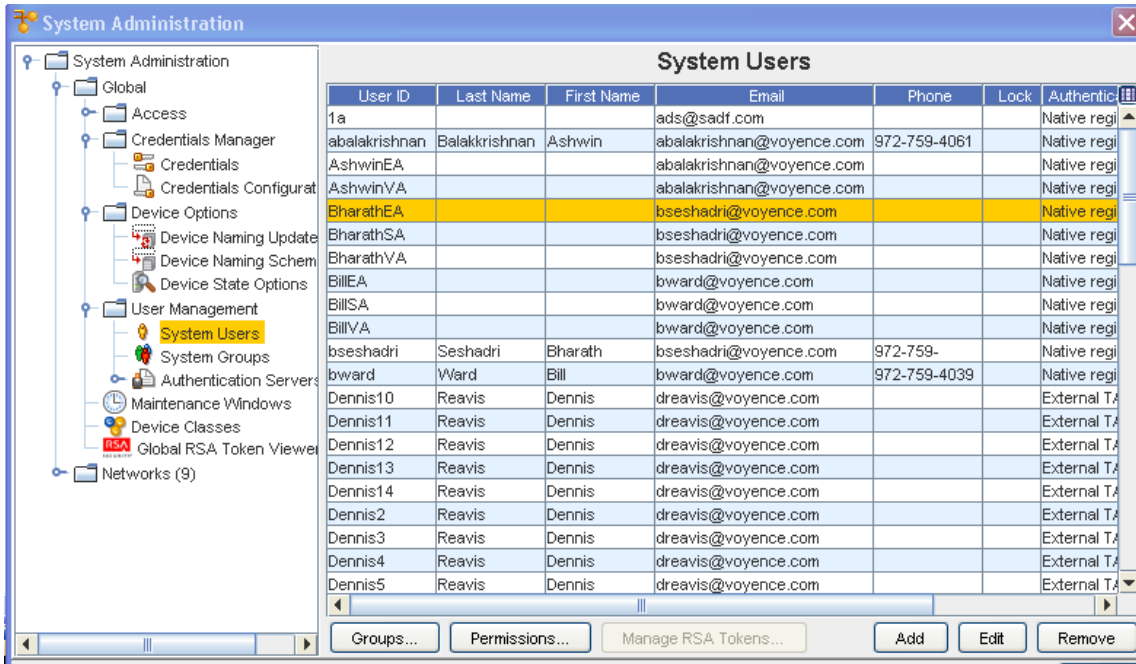 System Administration
System Administration
Global
Access
Credentials Manager
Credentials
Credentials Configurat
Device Options
Device Naming Update
Device Naming Schem
Device State Options
User Management
System Users
System Groups
Authentication Servers
Maintenance Windows
Device Classes
RSA Global RSA Token Viewer
Networks (9)
System Users
User ID Last Name First Name Email Phone Lock Authentic
1a ads@sadf.com Native regi
abalakrishnan Balakkrishnan Ashwin abalakrishnan@voyence.com 972-759-4061 Native regi
AshwinEA abalakrishnan@voyence.com Native regi
AshwinVA abalakrishnan@voyence.com Native regi
BharathEA bseshadri@voyence.com Native regi
BharathSA bseshadri@voyence.com Native regi
BharathVA bseshadri@voyence.com Native regi
BillEA bward@voyence.com Native regi
BillSA bward@voyence.com Native regi
BillVA bward@voyence.com Native regi
bseshadri Seshadri Bharath bseshadri@voyence.com 972-759- Native regi
bward Ward Bill bward@voyence.com 972-759-4039 Native regi
Dennis10 Reavis Dennis dreavis@voyence.com External TA
Dennis11 Reavis Dennis dreavis@voyence.com External TA
Dennis12 Reavis Dennis dreavis@voyence.com External TA
Dennis13 Reavis Dennis dreavis@voyence.com External TA
Dennis14 Reavis Dennis dreavis@voyence.com External TA
Dennis2 Reavis Dennis dreavis@voyence.com External TA
Dennis3 Reavis Dennis dreavis@voyence.com External TA
Dennis4 Reavis Dennis dreavis@voyence.com External TA
Dennis5 Reavis Dennis dreavis@voyence.com External TA
Groups... Permissions... Manage RSA Tokens... Add Edit Remove